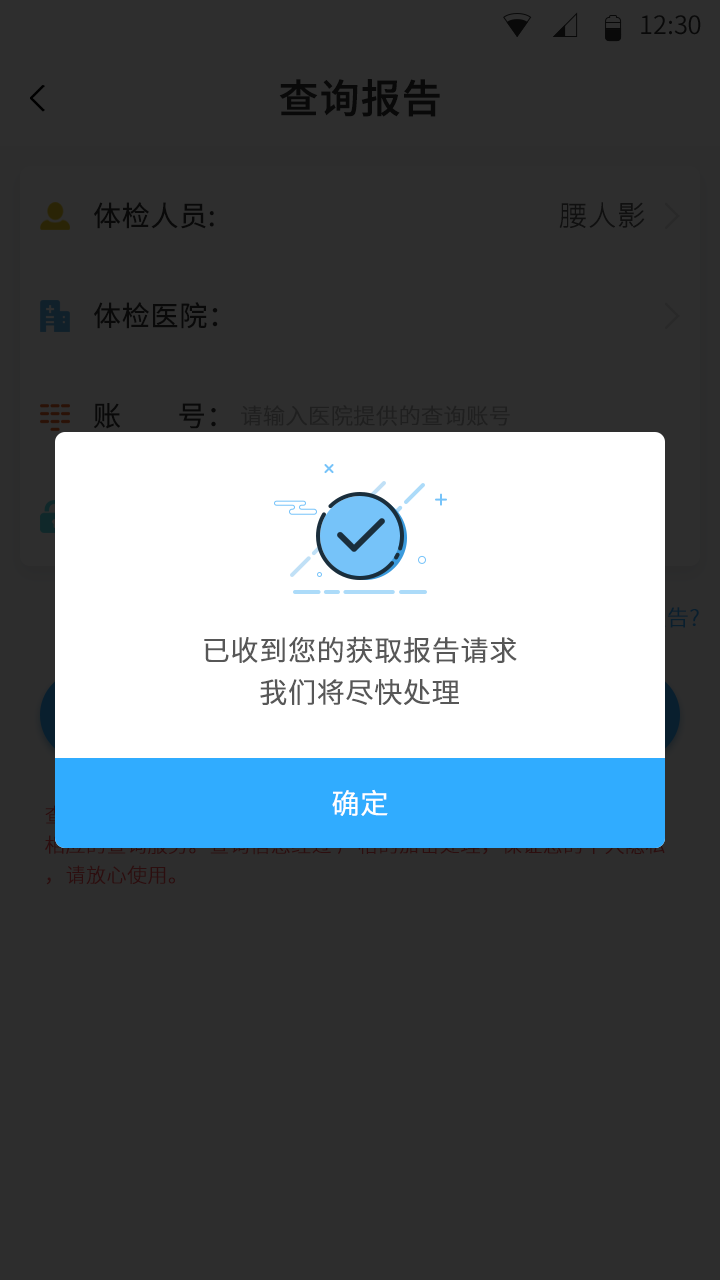 12:30
查询报告
体检人员:
腰人影
体检医院：
账 号：
请输入医院提供的查询账号
告?
已收到您的获取报告请求
我们将尽快处理
确定
，请放心使用。